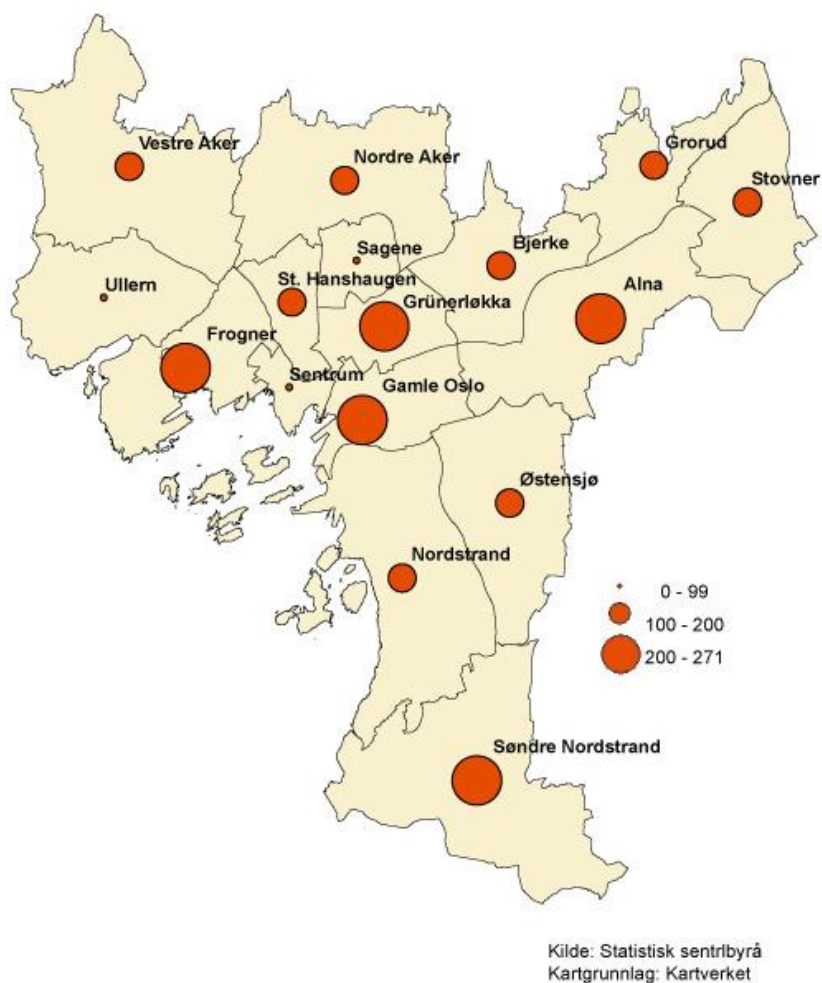 Vestre Aker
Nordre Aker
Grorud
Stovner
Sagene
Bjerke
Ullern
St. Hanshaugen
Alna
Grünerløkka
Frogner
Sentrum
Gamle Oslo
Østensjø
Nordstrand
0 - 99
100 - 200
200 - 271
Søndre Nordstrand
Kilde: Statistisk sentrlbyrå
Kartgrunnlag: Kartverket